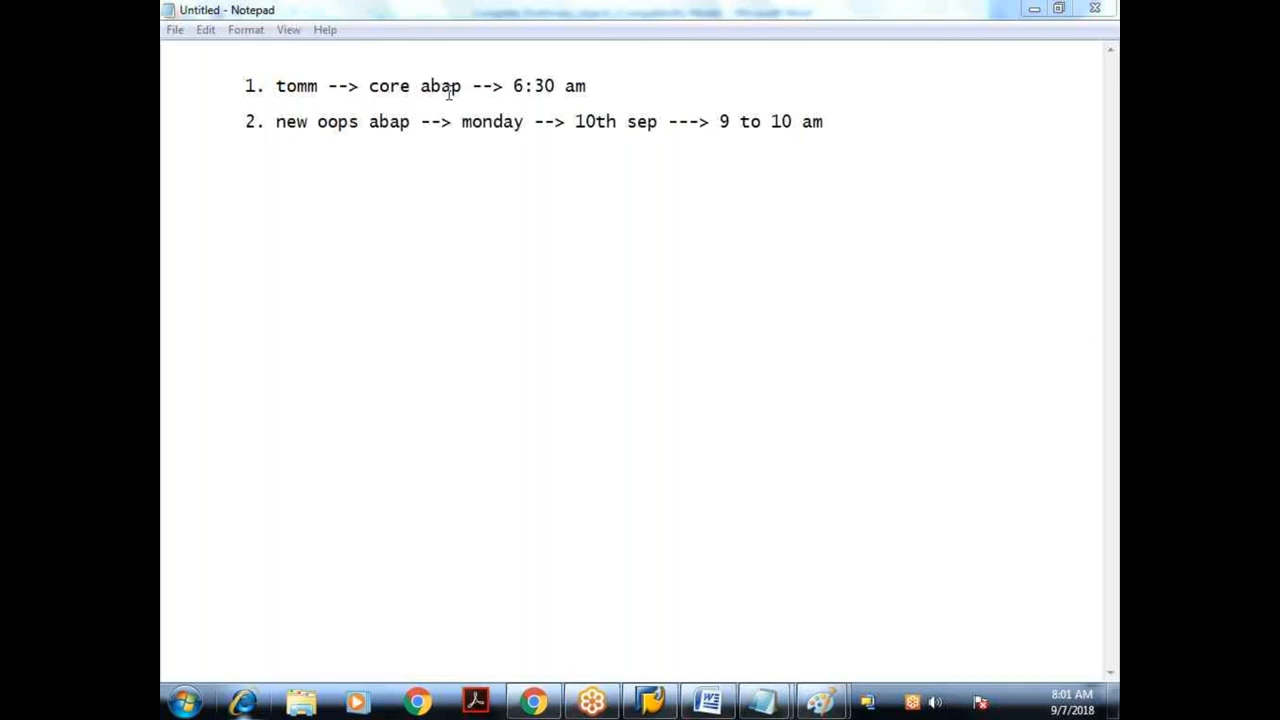 Untitled - Notepad
File Edit Format View Help
1. tomm --> core abap --> 6:30 am
2. new oops abap --> monday --> 10th sep ---> 9 to 10 am
8:01 AM
9/7/2018